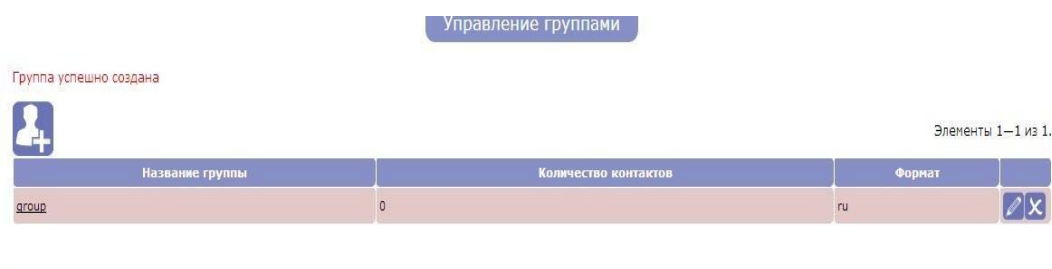 Управление группами
Группа успешно создана
Элементы 1—1 из 1.
Название группы Количество контактов Формат
group 0 ru